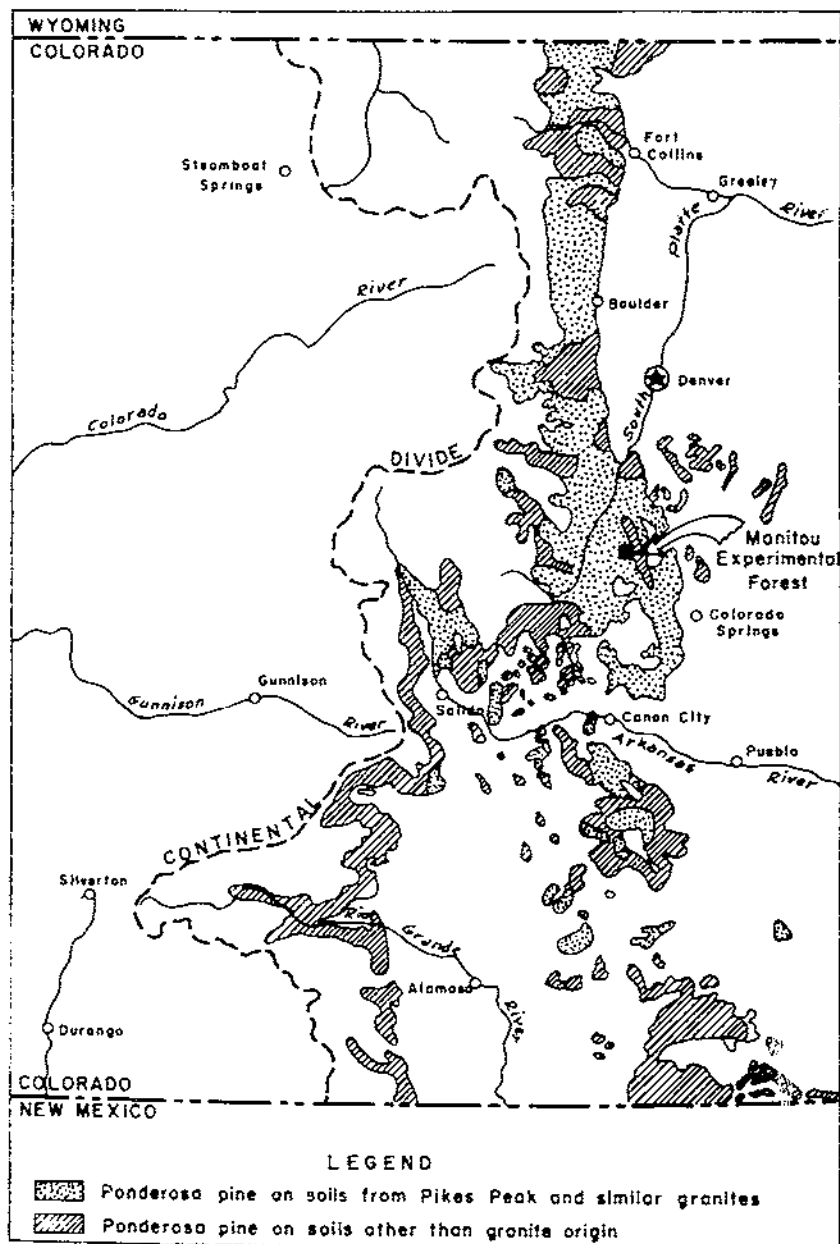 WYOMING
COLORADO
Steamboat
Springs
Fort
Collins
Greeley
River
Platte
River
Boulder
Denver
South
Colorado
DIVIDE
Manitou
Experimental
Forest
Colorado
Springs
Gunnison
Gunnison
River
Salida
Canon City
Arkansas
Pueblo
River
CONTINENTAL
Silverton
Rio
Grande
Alamosa
River
Durango
COLORADO
NEW MEXICO
LEGEND
Ponderosa pine on soils from Pikes Peak and similar granites
Ponderosa pine on soils other than granite origin